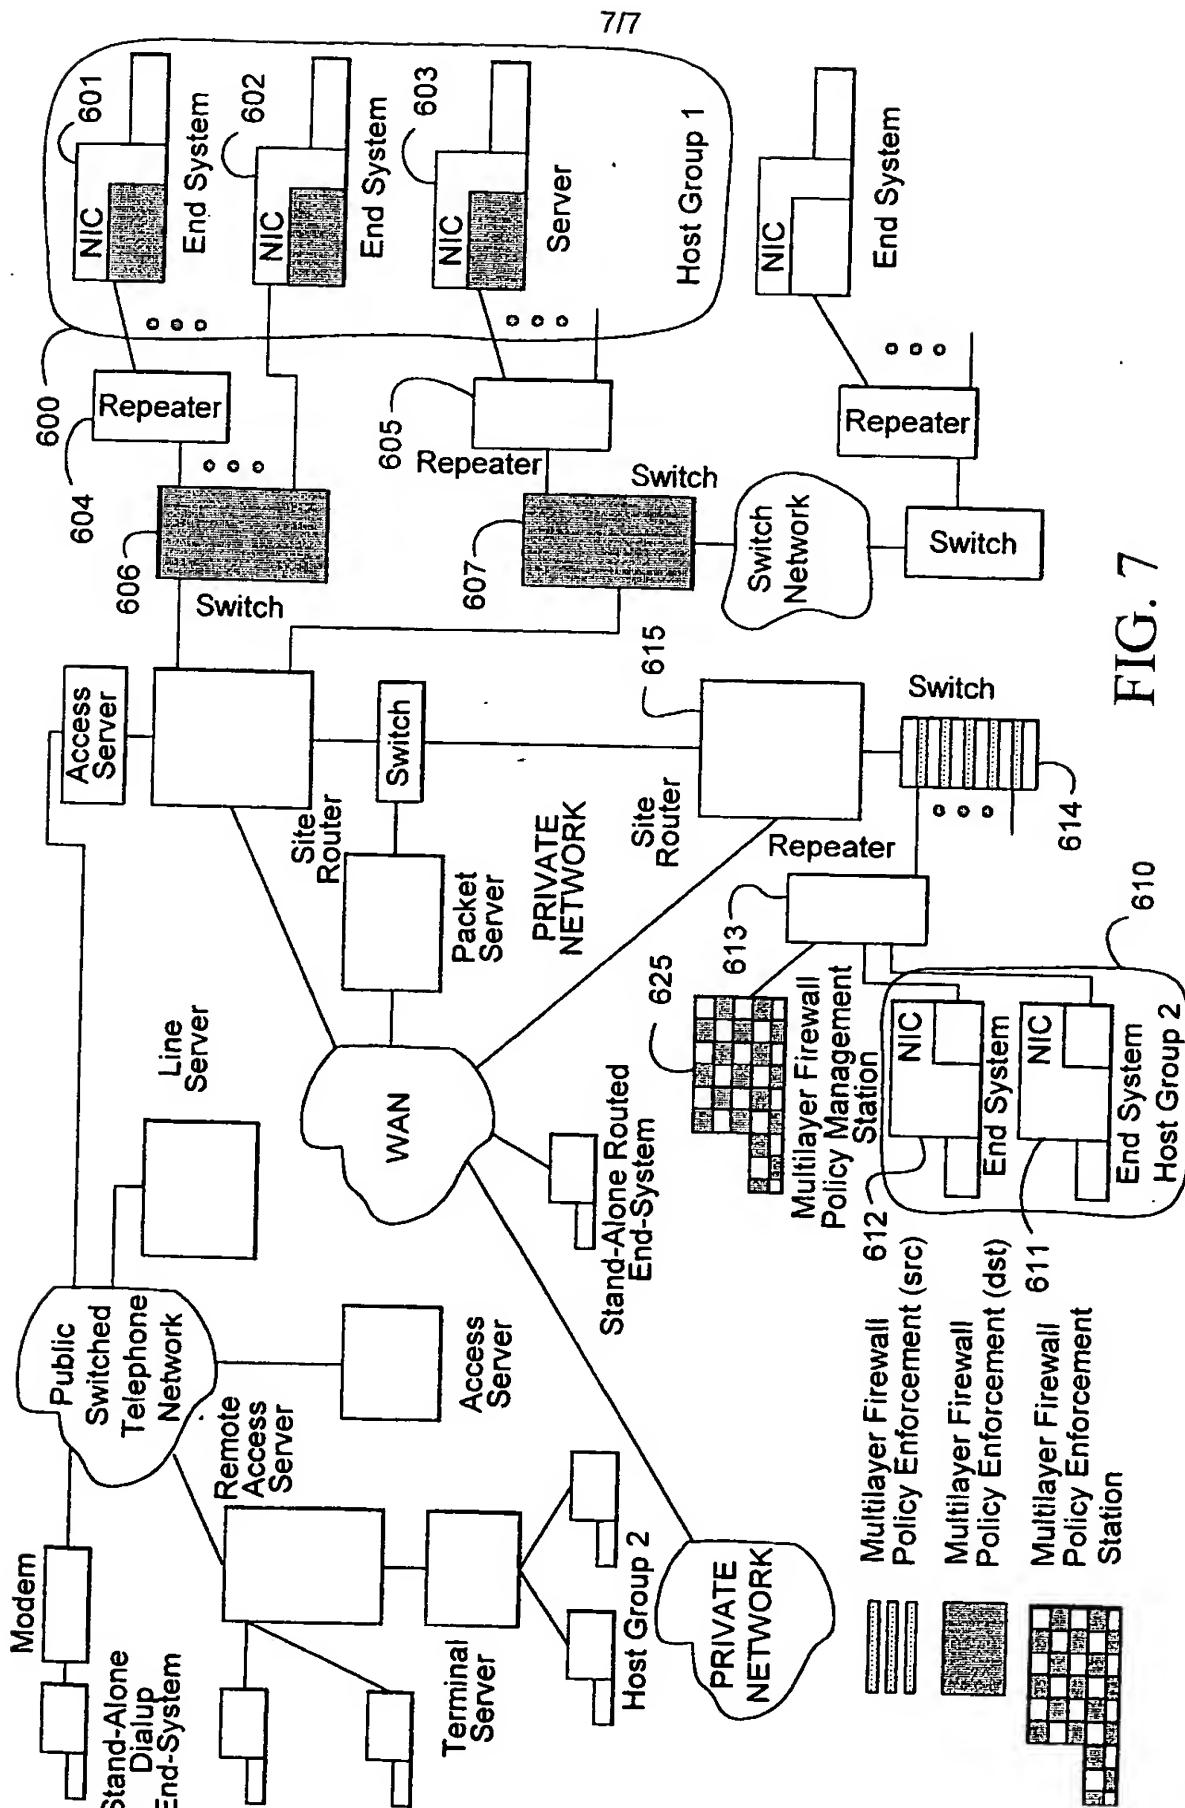 7/7
601
NIC
End System
602
NIC
End System
603
NIC
Server
Host Group 1
NIC
End System
600
604
Repeater
605
Repeater
Repeater
606
Switch
607
Switch
Switch
Network
Switch
Access
Server
Site
Router
Switch
Packet
Server
PRIVATE
NETWORK
615
Site
Router
Switch
614
Repeater
613
625
Multilayer Firewall
Policy Management
Station
610
NIC
End System
612
NIC
End System
611
Host Group 2
Line
Server
WAN
Stand-Alone Routed
End-System
Public
Switched
Telephone
Network
Access
Server
Remote
Access
Server
Modem
Stand-Alone
Dialup
End-System
Terminal
Server
Host Group 2
PRIVATE
NETWORK
Multilayer Firewall
Policy Enforcement (src)
Multilayer Firewall
Policy Enforcement (dst)
Multilayer Firewall
Policy Enforcement
Station
FIG. 7